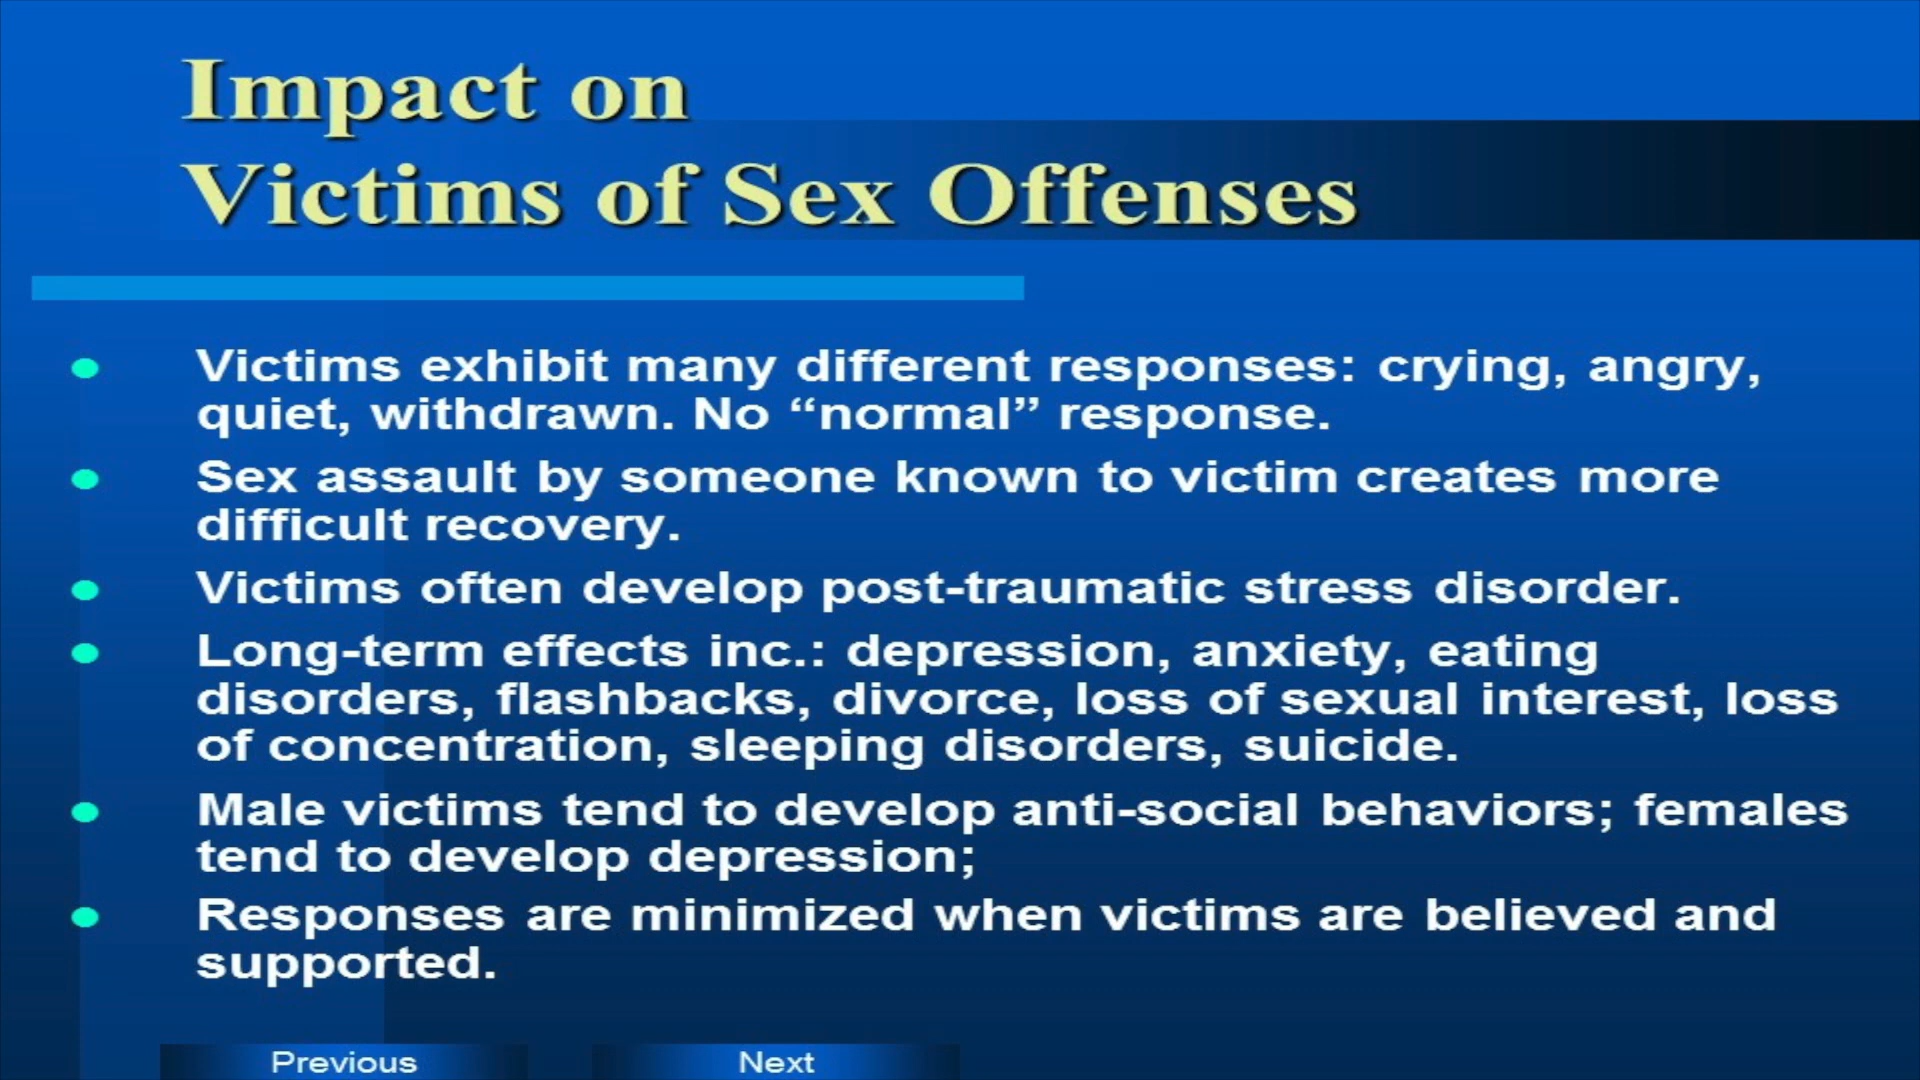 Impact on
Victims of Sex Offenses
Victims exhibit many different responses: crying, angry,
quiet, withdrawn. No “normal” response.
Sex assault by someone known to victim creates more
difficult recovery.
Victims often develop post-traumatic stress disorder.
Long-term effects inc.: depression, anxiety, eating
disorders, flashbacks, divorce, loss of sexual interest, loss
of concentration, sleeping disorders, suicide.
Male victims tend to develop anti-social behaviors; females
tend to develop depression;
Responses are minimized when victims are believed and
supported.
Previous
Next